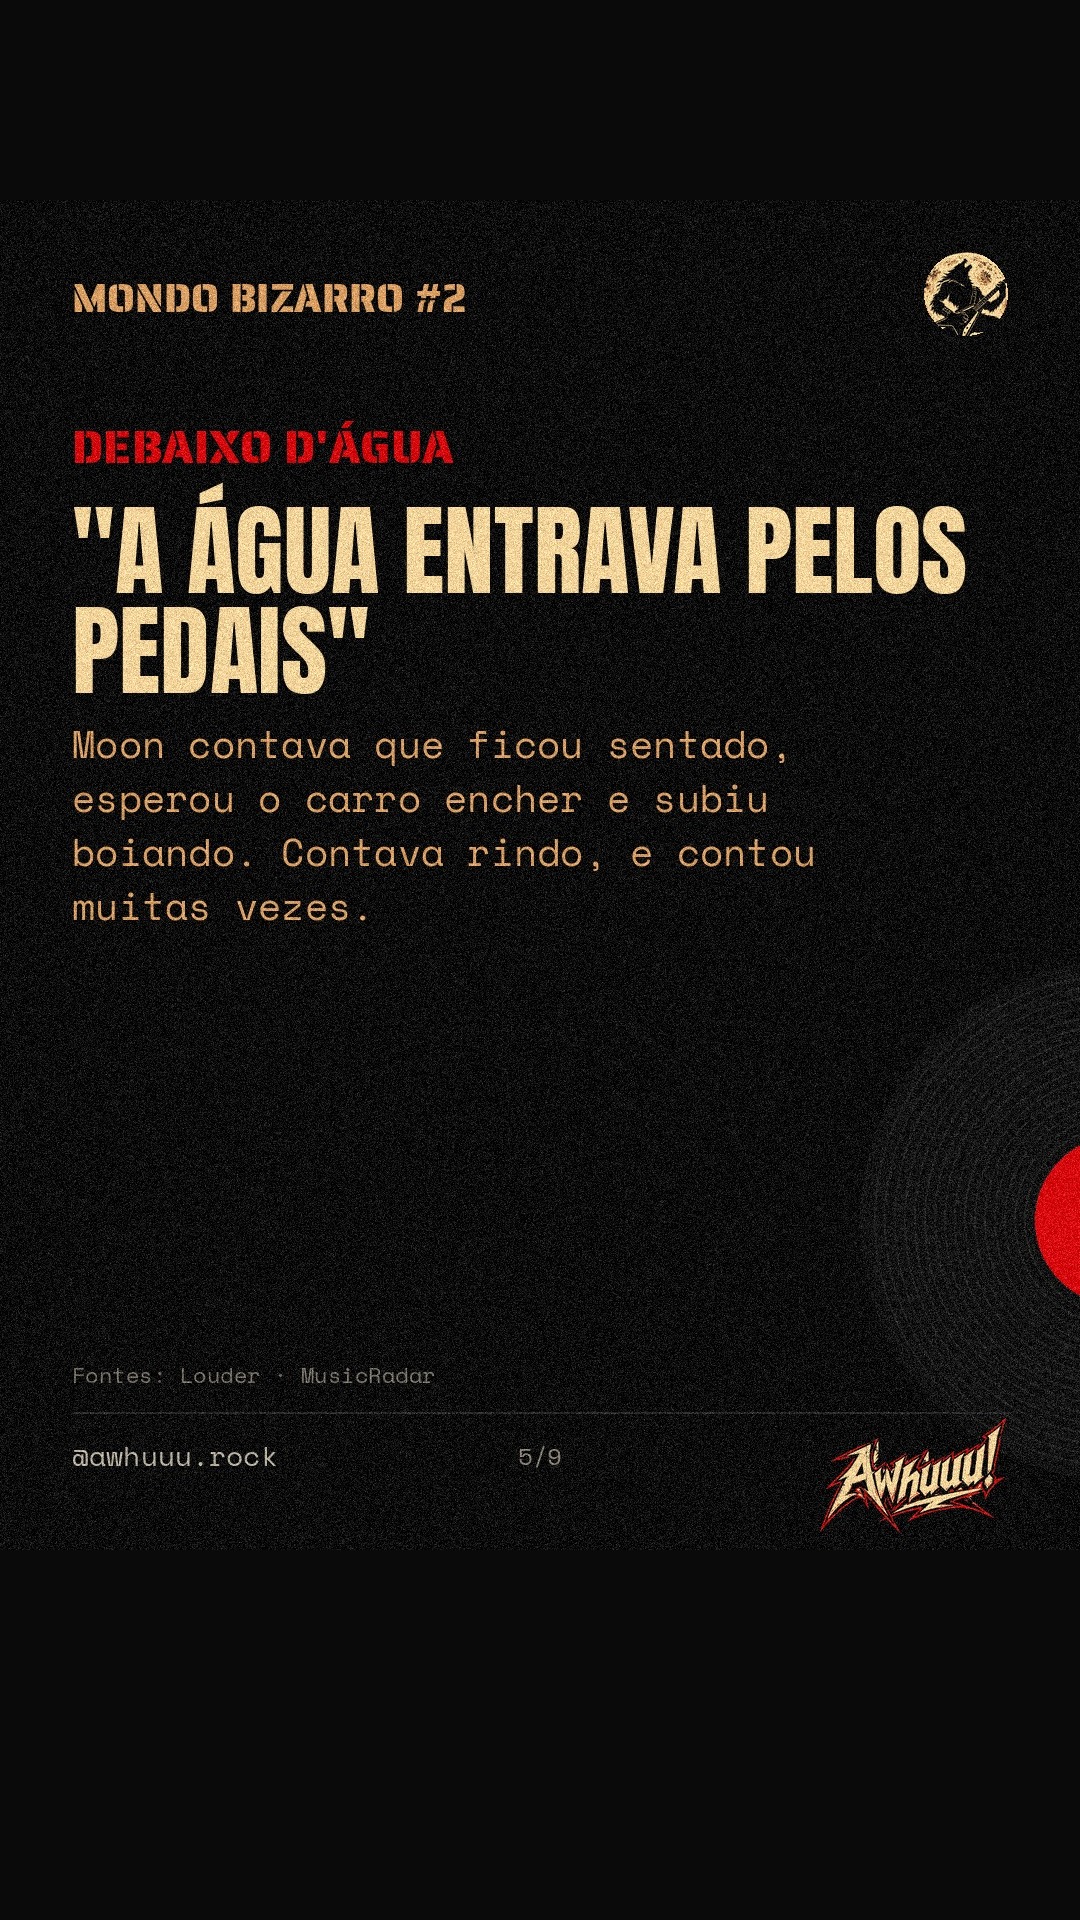 MONDO BIZARRO #2
DEBAIXO D'ÁGUA
"A ÁGUA ENTRAVA PELOS
PEDAIS"
Moon contava que ficou sentado,
esperou o carro encher e subiu
boiando. Contava rindo, e contou
muitas vezes.
Fontes: Louder · MusicRadar
@awhuuu.rock
5/9
Awhuuu!